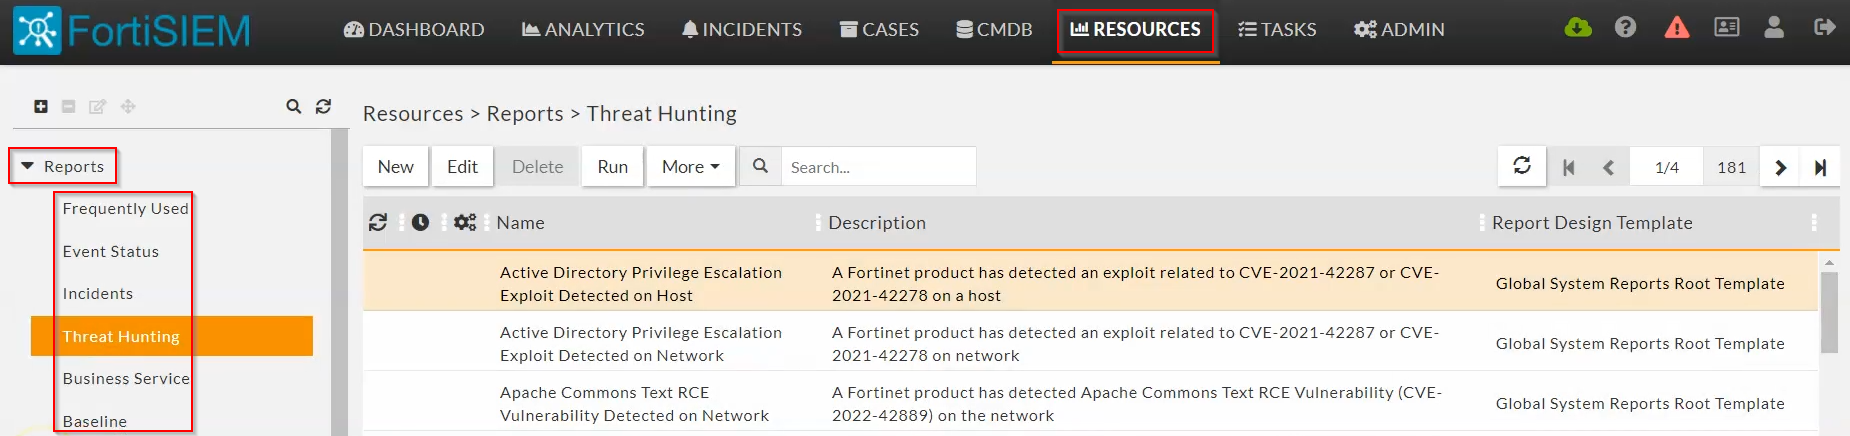 FortiSIEM
DASHBOARD ANALYTICS INCIDENTS CASES CMDB RESOURCES TASKS ADMIN
Resources > Reports > Threat Hunting
Reports
Frequently Used
Event Status
Incidents
Threat Hunting
Business Service
Baseline
New Edit Delete Run More Search... 1/4 181
Name Description Report Design Template
Active Directory Privilege Escalation
Exploit Detected on Host
A Fortinet product has detected an exploit related to CVE-2021-42287 or CVE-
2021-42278 on a host
Global System Reports Root Template
Active Directory Privilege Escalation
Exploit Detected on Network
A Fortinet product has detected an exploit related to CVE-2021-42287 or CVE-
2021-42278 on network
Global System Reports Root Template
Apache Commons Text RCE
Vulnerability Detected on Network
A Fortinet product has detected Apache Commons Text RCE Vulnerability (CVE-
2022-42889) on the network
Global System Reports Root Template